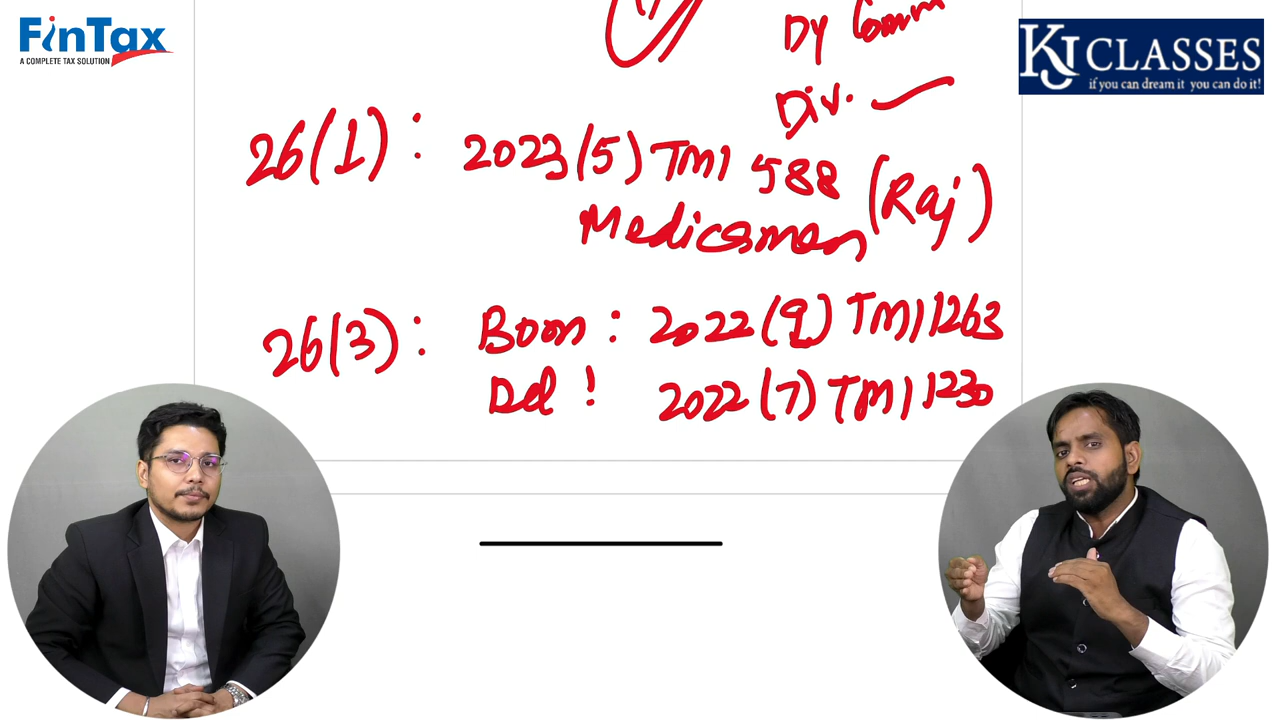 FinTax
A COMPLETE TAX SOLUTION
KJ CLASSES
if you can dream it you can do it!
Dy Comm
Div.
26(1): 2023(5) TMI 588 (Raj)
Medicamen
26(3): Bom: 2022(9) TMI 1263
Del: 2022(7) TMI 1230